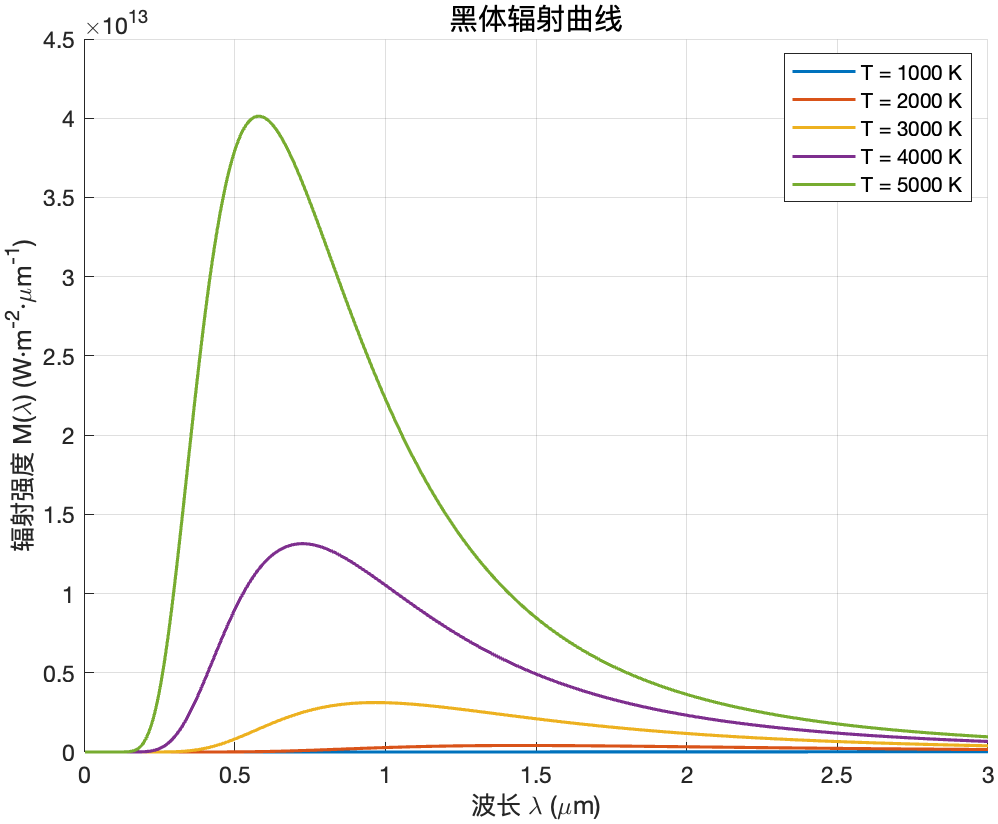 黑体辐射曲线
×10^13
4.5
4
3.5
3
2.5
2
1.5
1
0.5
0
辐射强度 M(λ) (W·m^-2·μm^-1)
0 0.5 1 1.5 2 2.5 3
波长 λ (μm)
T = 1000 K
T = 2000 K
T = 3000 K
T = 4000 K
T = 5000 K